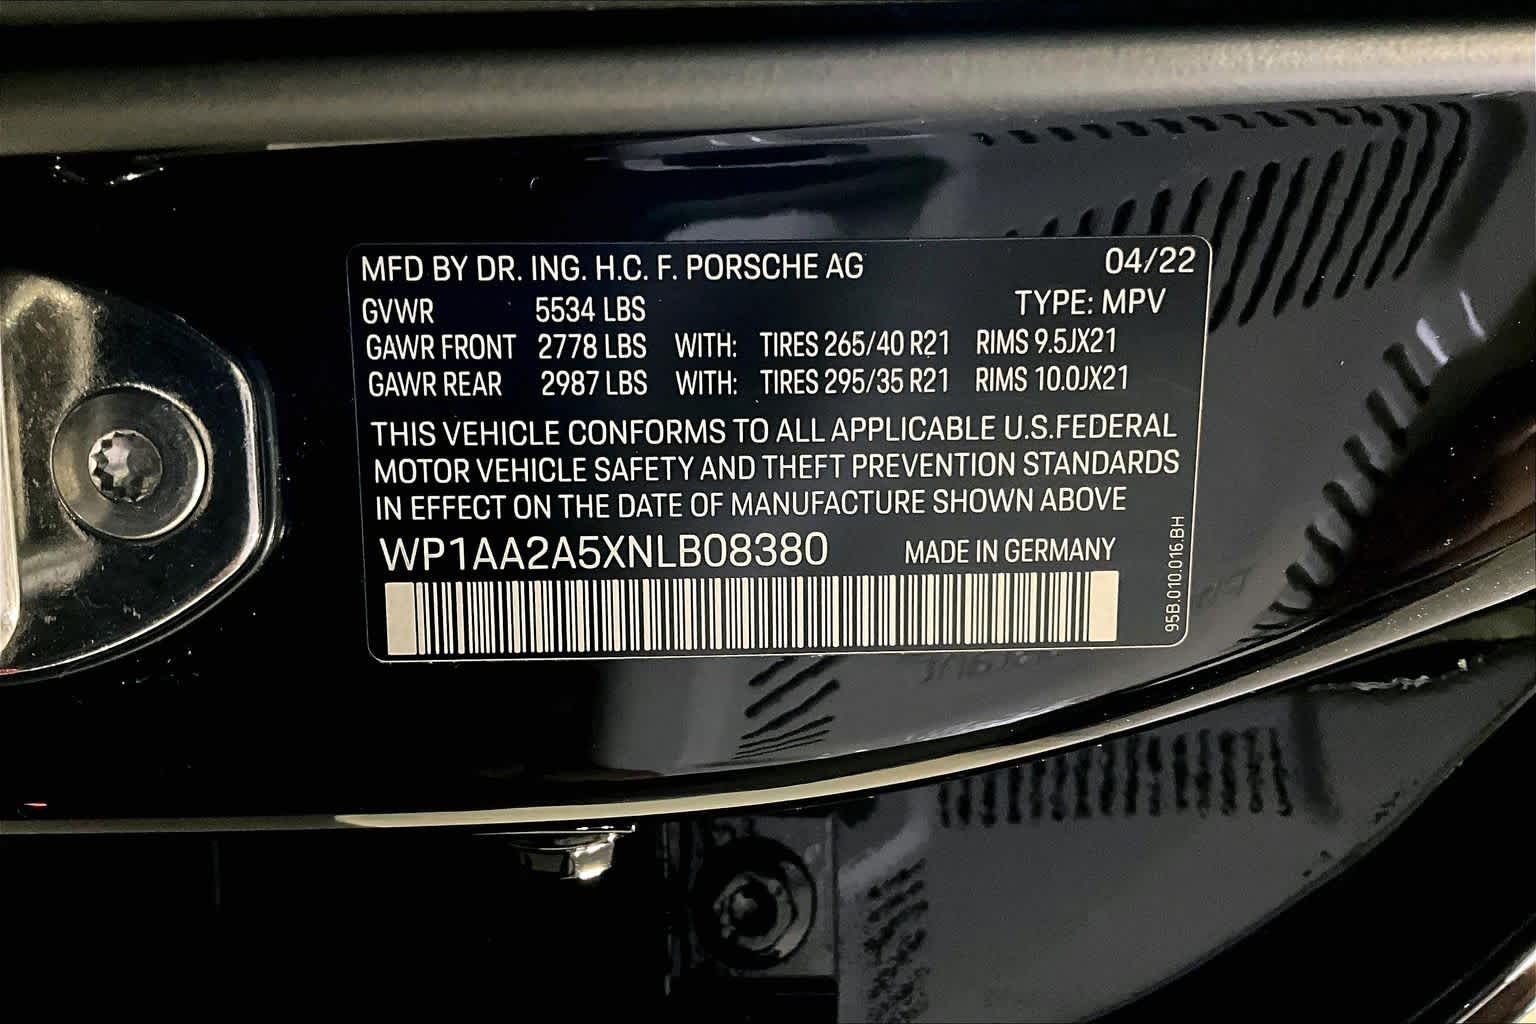 MFD BY DR. ING. H.C. F. PORSCHE AG 04/22
GVWR 5534 LBS TYPE: MPV
GAWR FRONT 2778 LBS WITH: TIRES 265/40 R21 RIMS 9.5JX21
GAWR REAR 2987 LBS WITH: TIRES 295/35 R21 RIMS 10.0JX21
THIS VEHICLE CONFORMS TO ALL APPLICABLE U.S.FEDERAL
MOTOR VEHICLE SAFETY AND THEFT PREVENTION STANDARDS
IN EFFECT ON THE DATE OF MANUFACTURE SHOWN ABOVE
WP1AA2A5XNLB08380 MADE IN GERMANY
95B.010.016.BH